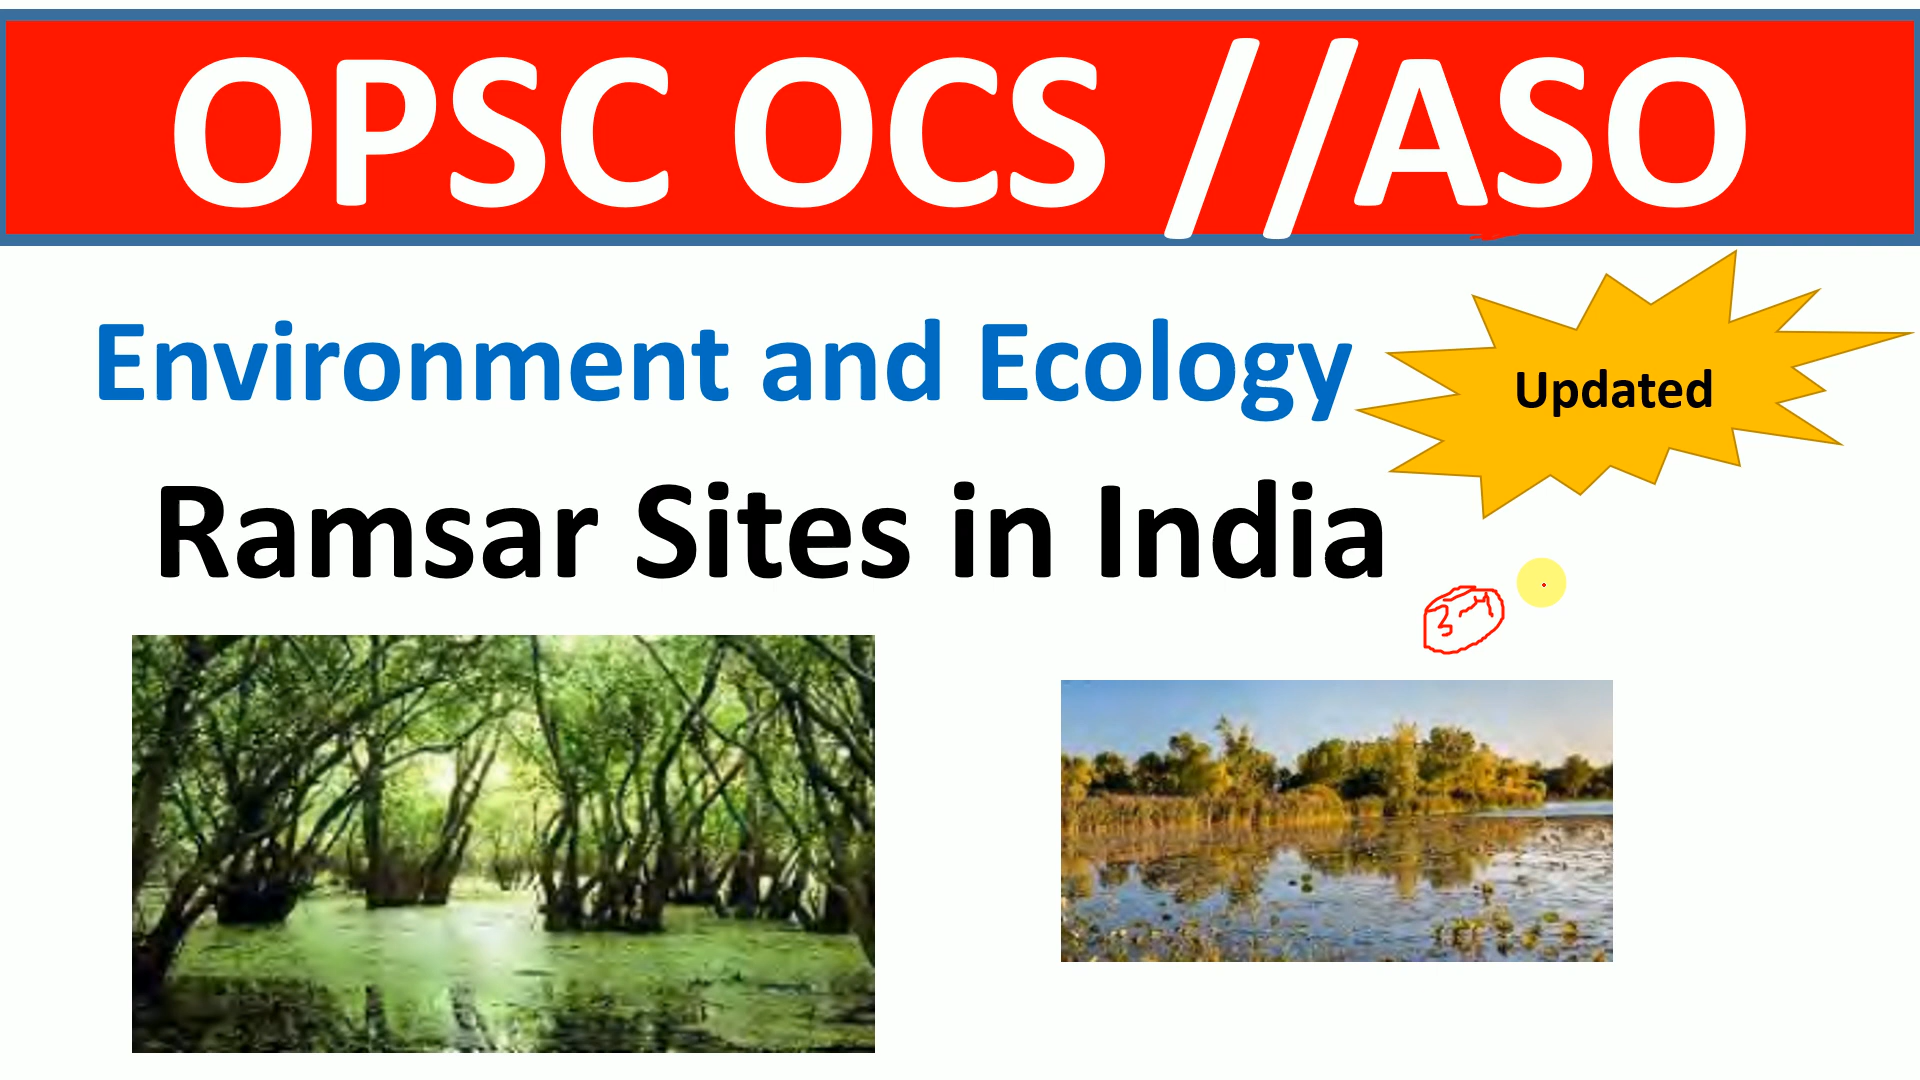 OPSC OCS //ASO
Environment and Ecology
Updated
Ramsar Sites in India